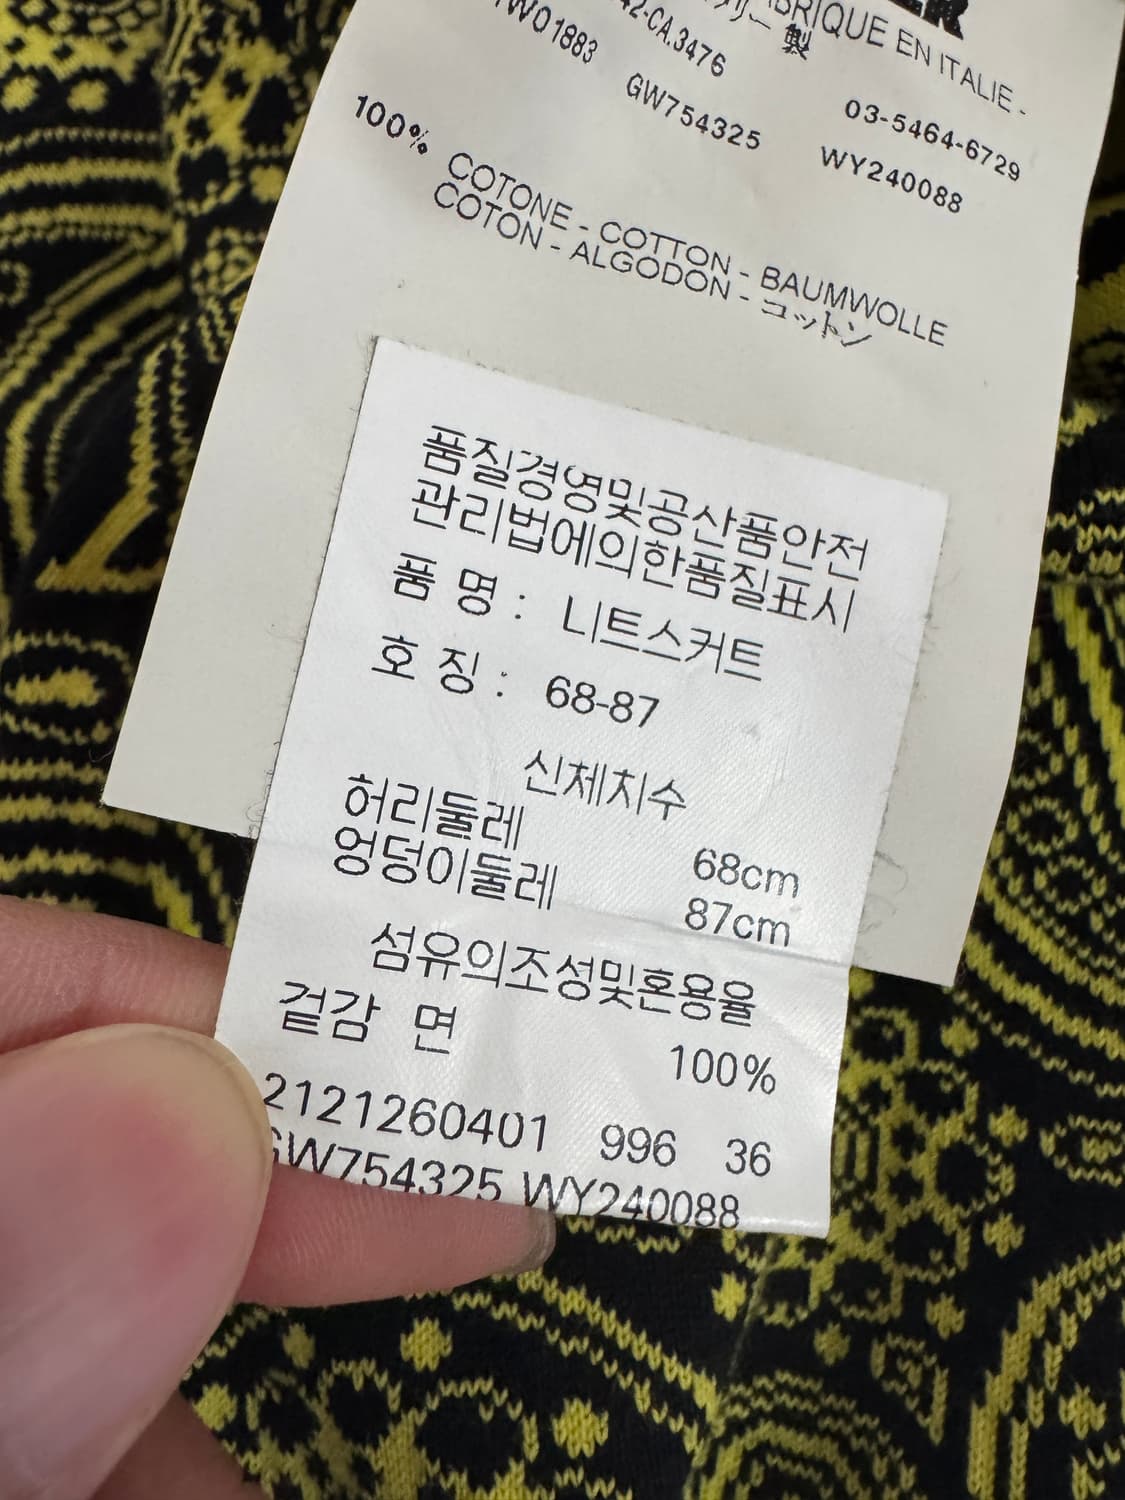 FABRIQUE EN ITALIE -
リー製
42-CA.3476
03-5464-6729
WO1883 GW754325 WY240088
100% COTONE - COTTON - BAUMWOLLE
COTON - ALGODON - コットン
품질경영및공산품안전
관리법에의한품질표시
품 명 : 니트스커트
호 징 : 68-87
신체치수
허리둘레 68cm
엉덩이둘레 87cm
섬유의조성및혼용율
겉감 면 100%
2121260401 996 36
GW754325 WY240088